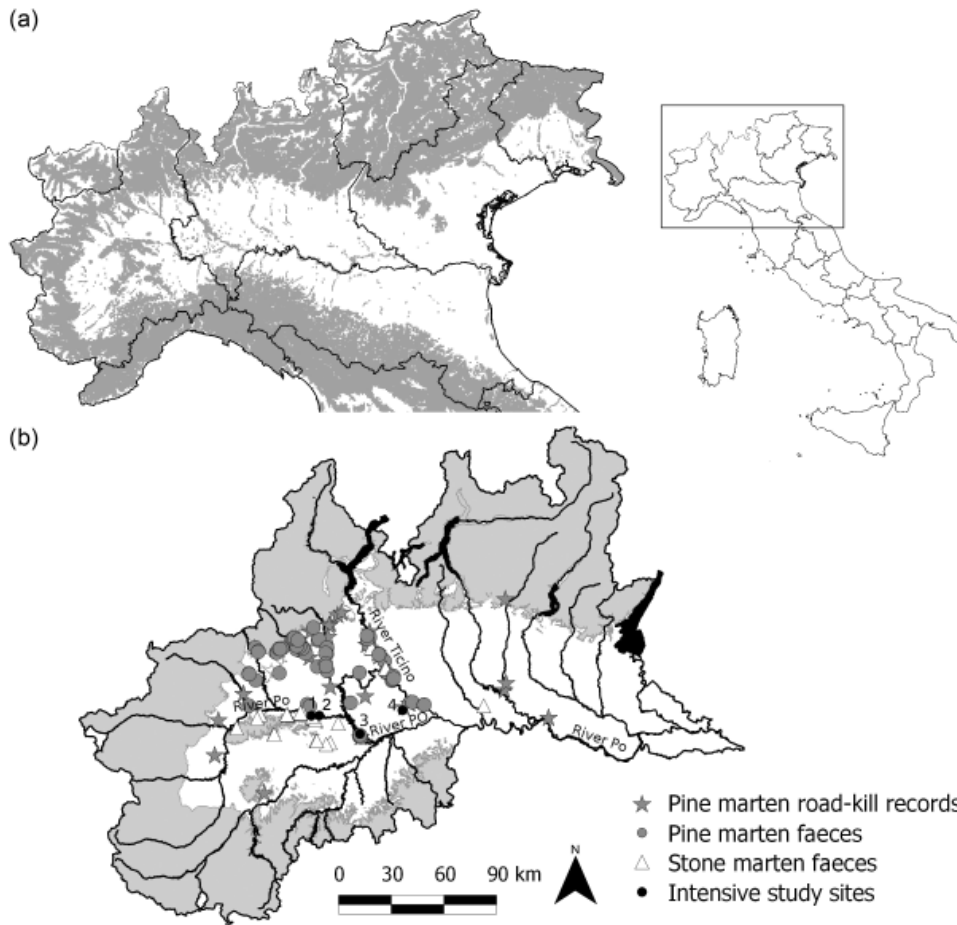 (a)
(b)
River Ticino
River Po
1 2
4
3
River PO
River Po
Pine marten road-kill records
Pine marten faeces
Stone marten faeces
Intensive study sites
N
0 30 60 90 km